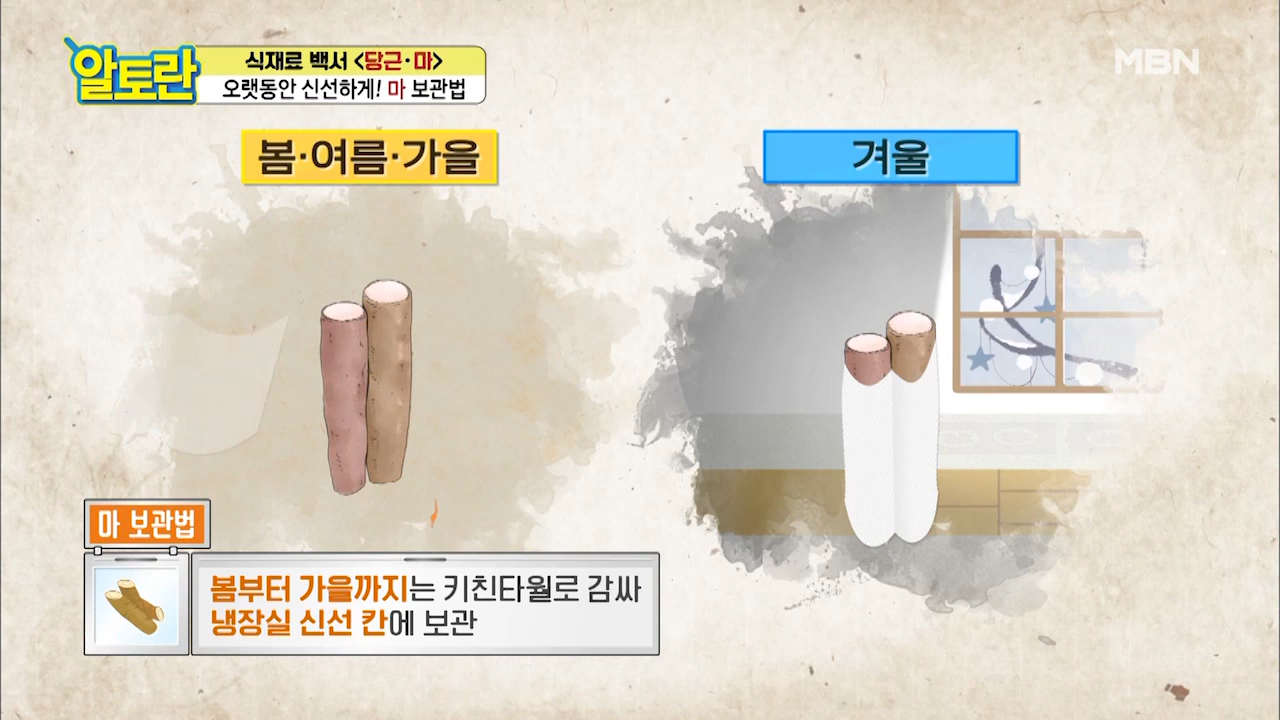 알토란
식재료 백서 <당근·마>
오랫동안 신선하게! 마 보관법
MBN
봄·여름·가을
겨울
마 보관법
봄부터 가을까지는 키친타월로 감싸
냉장실 신선 칸에 보관